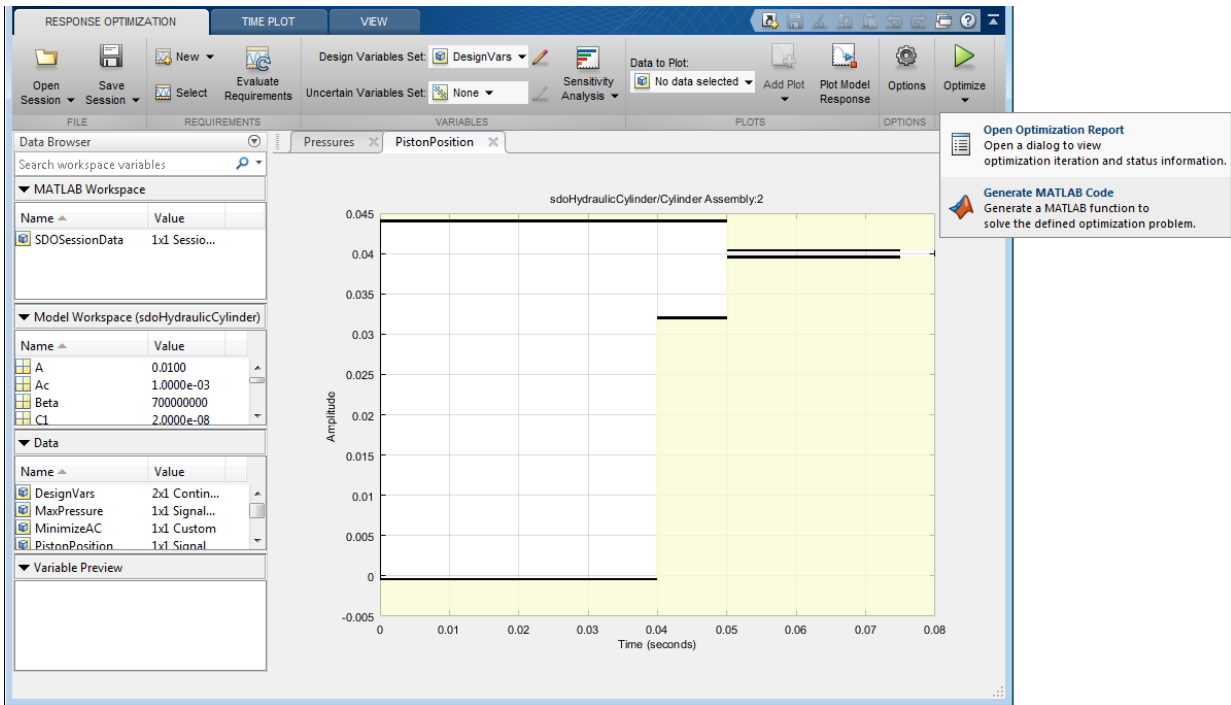 RESPONSE OPTIMIZATION TIME PLOT VIEW
New
Design Variables Set: DesignVars
Data to Plot:
No data selected
Open
Session
Save
Session
Select
Evaluate
Requirements
Uncertain Variables Set: None
Sensitivity
Analysis
Add Plot
Plot Model
Response
Options
Optimize
FILE REQUIREMENTS VARIABLES PLOTS OPTIONS
Open Optimization Report
Open a dialog to view
optimization iteration and status information.
Generate MATLAB Code
Generate a MATLAB function to
solve the defined optimization problem.
Data Browser
Search workspace variables
MATLAB Workspace
Name Value
SDOSessionData 1x1 Sessio...
Model Workspace (sdoHydraulicCylinder)
Name Value
A 0.0100
Ac 1.0000e-03
Beta 700000000
C1 2.0000e-08
Data
Name Value
DesignVars 2x1 Contin...
MaxPressure 1x1 Signal...
MinimizeAC 1x1 Custom
PistonPosition 1x1 Signal
Variable Preview
Pressures PistonPosition
sdoHydraulicCylinder/Cylinder Assembly:2
0.045
0.04
0.035
0.03
0.025
0.02
0.015
0.01
0.005
0
-0.005
Amplitude
0 0.01 0.02 0.03 0.04 0.05 0.06 0.07 0.08
Time (seconds)